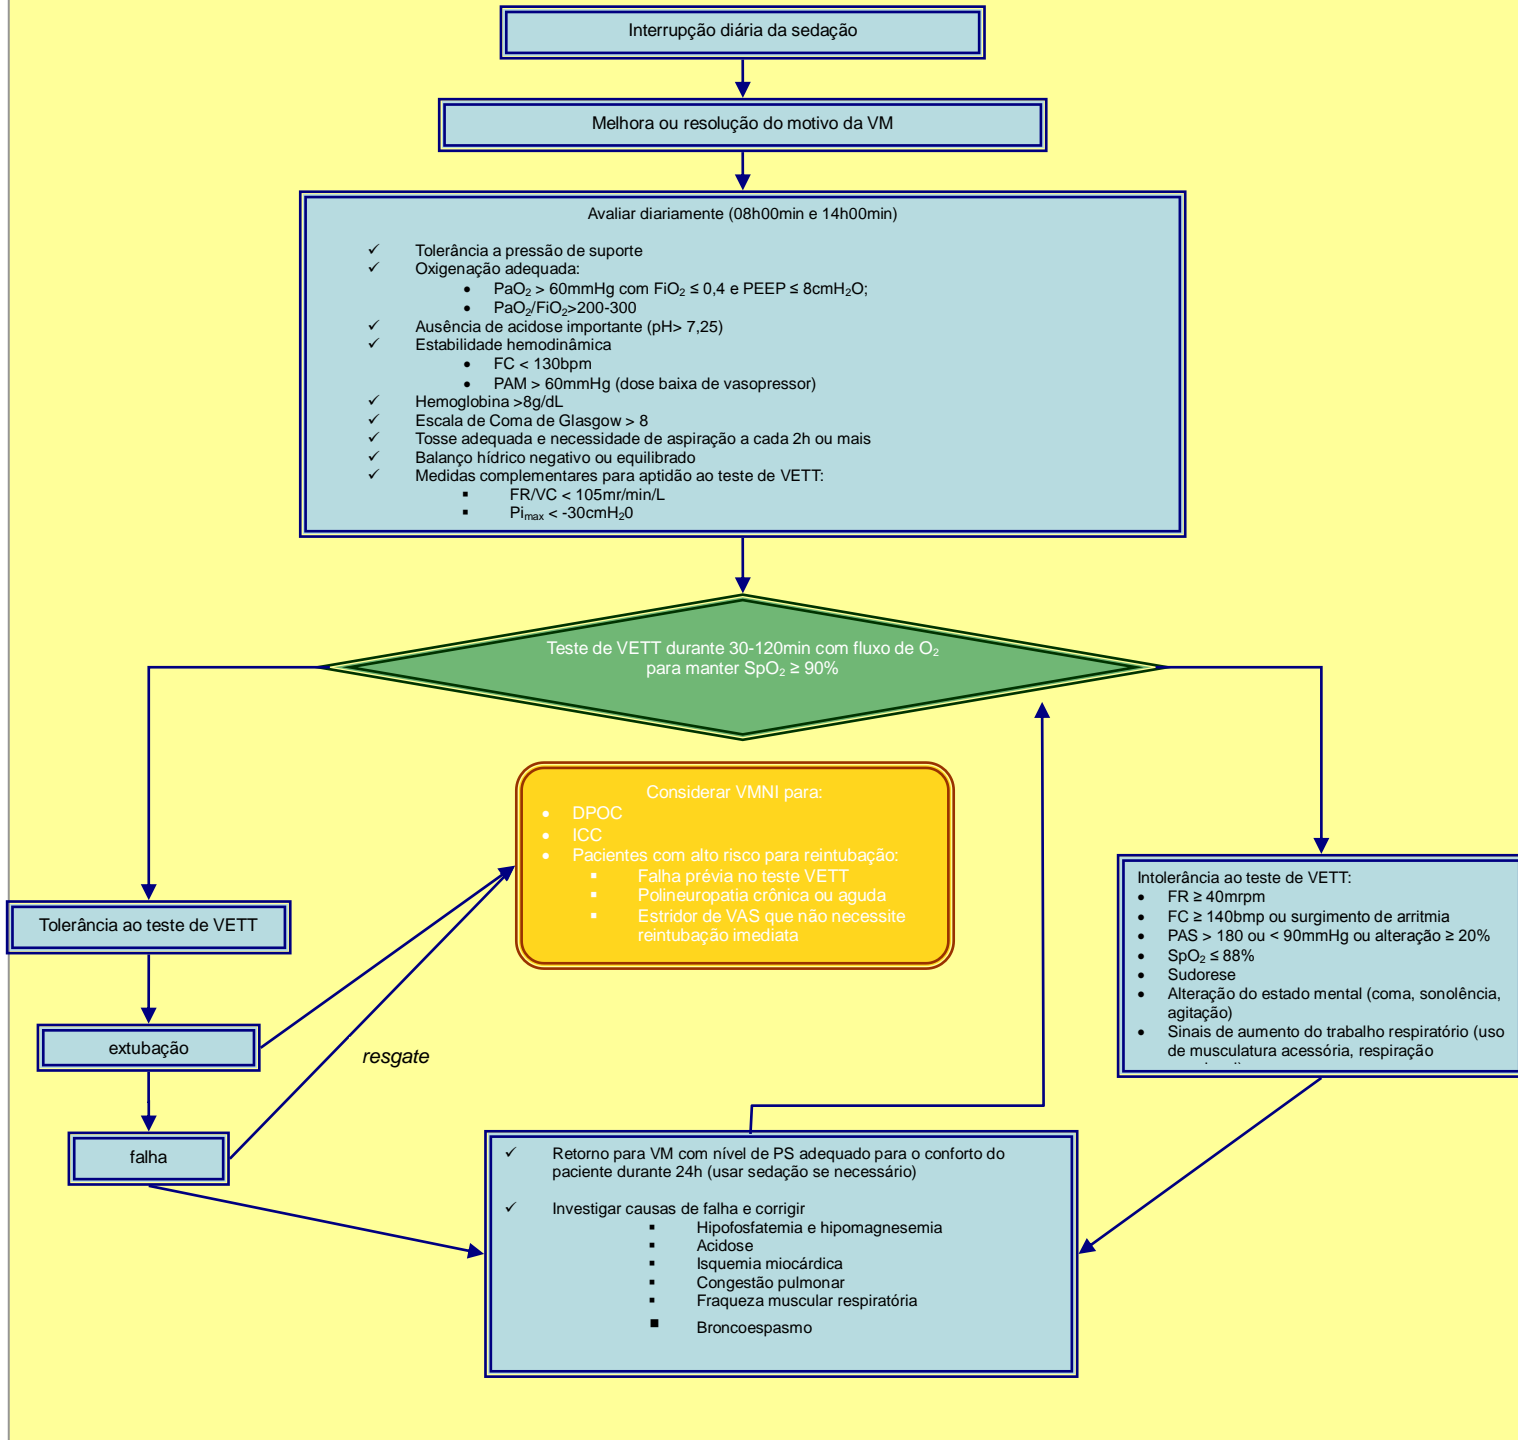 Interrupção diária da sedação
Melhora ou resolução do motivo da VM
Avaliar diariamente (08h00min e 14h00min)
✓ Tolerância a pressão de suporte
✓ Oxigenação adequada:
• PaO₂ > 60mmHg com FiO₂ ≤ 0,4 e PEEP ≤ 8cmH₂O;
• PaO₂/FiO₂>200-300
✓ Ausência de acidose importante (pH> 7,25)
✓ Estabilidade hemodinâmica
• FC < 130bpm
• PAM > 60mmHg (dose baixa de vasopressor)
✓ Hemoglobina >8g/dL
✓ Escala de Coma de Glasgow > 8
✓ Tosse adequada e necessidade de aspiração a cada 2h ou mais
✓ Balanço hídrico negativo ou equilibrado
✓ Medidas complementares para aptidão ao teste de VETT:
▪ FR/VC < 105mr/min/L
▪ Pimax < -30cmH₂0
Teste de VETT durante 30-120min com fluxo de O₂
para manter SpO₂ ≥ 90%
Considerar VMNI para:
• DPOC
• ICC
• Pacientes com alto risco para reintubação:
▪ Falha prévia no teste VETT
▪ Polineuropatia crônica ou aguda
▪ Estridor de VAS que não necessite
reintubação imediata
Tolerância ao teste de VETT
extubação
resgate
falha
Intolerância ao teste de VETT:
• FR ≥ 40mrpm
• FC ≥ 140bmp ou surgimento de arritmia
• PAS > 180 ou < 90mmHg ou alteração ≥ 20%
• SpO₂ ≤ 88%
• Sudorese
• Alteração do estado mental (coma, sonolência,
agitação)
• Sinais de aumento do trabalho respiratório (uso
de musculatura acessória, respiração
✓ Retorno para VM com nível de PS adequado para o conforto do
paciente durante 24h (usar sedação se necessário)
✓ Investigar causas de falha e corrigir
▪ Hipofosfatemia e hipomagnesemia
▪ Acidose
▪ Isquemia miocárdica
▪ Congestão pulmonar
▪ Fraqueza muscular respiratória
▪ Broncoespasmo